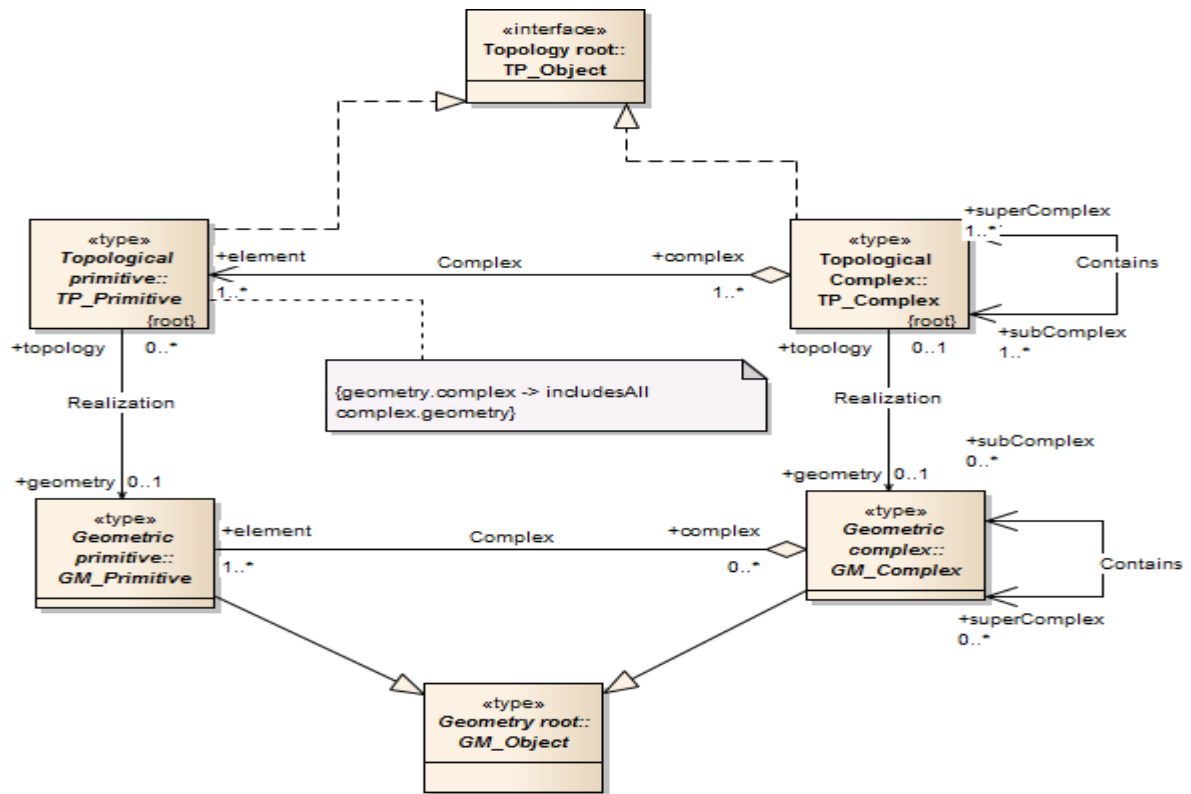 «interface»
Topology root::
TP_Object
«type»
Topological
primitive::
TP_Primitive
{root}
+element
1..*
Complex
+complex
1..*
«type»
Topological
Complex::
TP_Complex
{root}
+superComplex
1..*
Contains
+subComplex
1..*
+topology
0..*
Realization
+geometry
0..1
{geometry.complex -> includesAll
complex.geometry}
+topology
0..1
Realization
+geometry
0..1
+subComplex
0..*
«type»
Geometric
primitive::
GM_Primitive
+element
1..*
Complex
+complex
0..*
«type»
Geometric
complex::
GM_Complex
Contains
+superComplex
0..*
«type»
Geometry root::
GM_Object